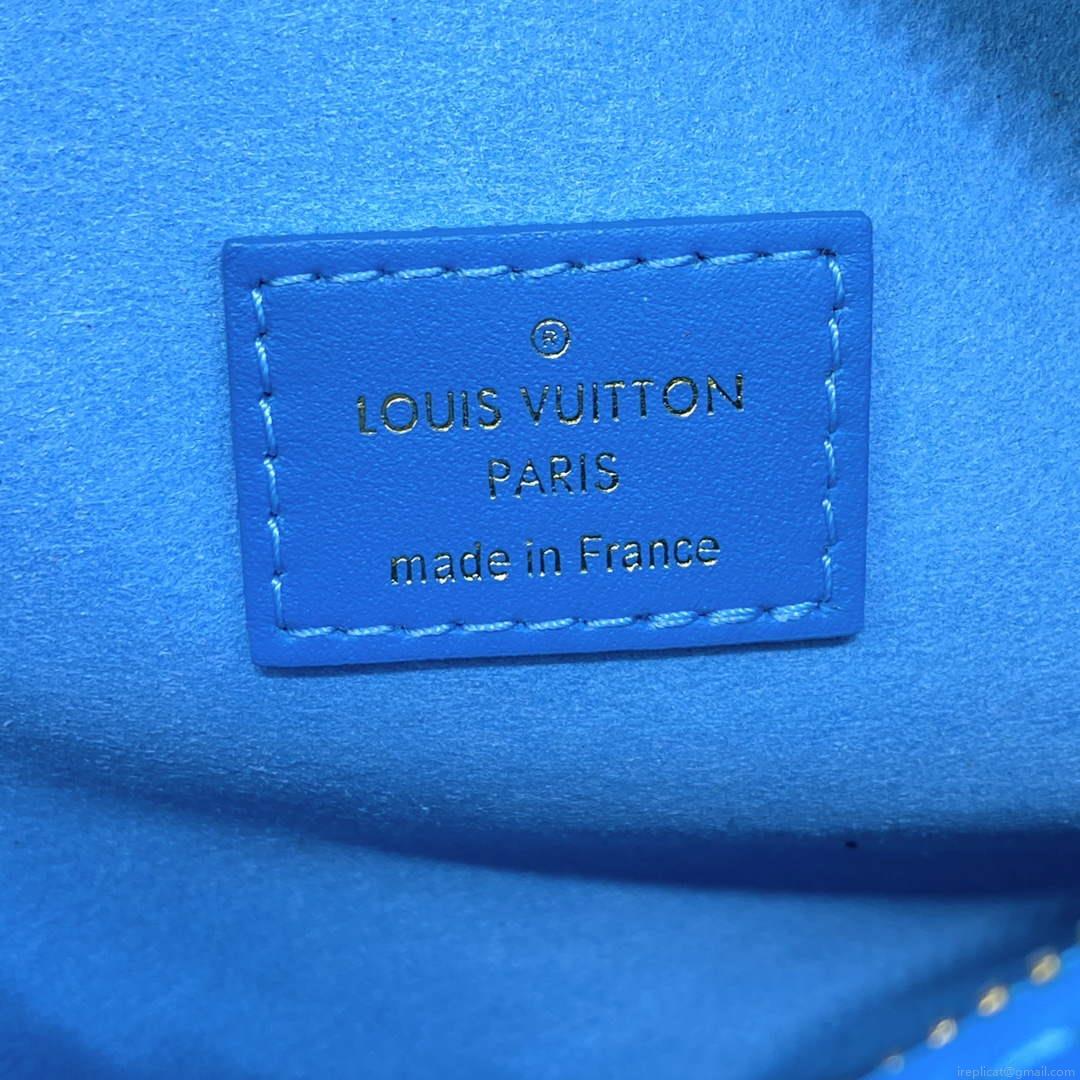 ®
LOUIS VUITTON
PARIS
made in France
ireplicat@gmail.com